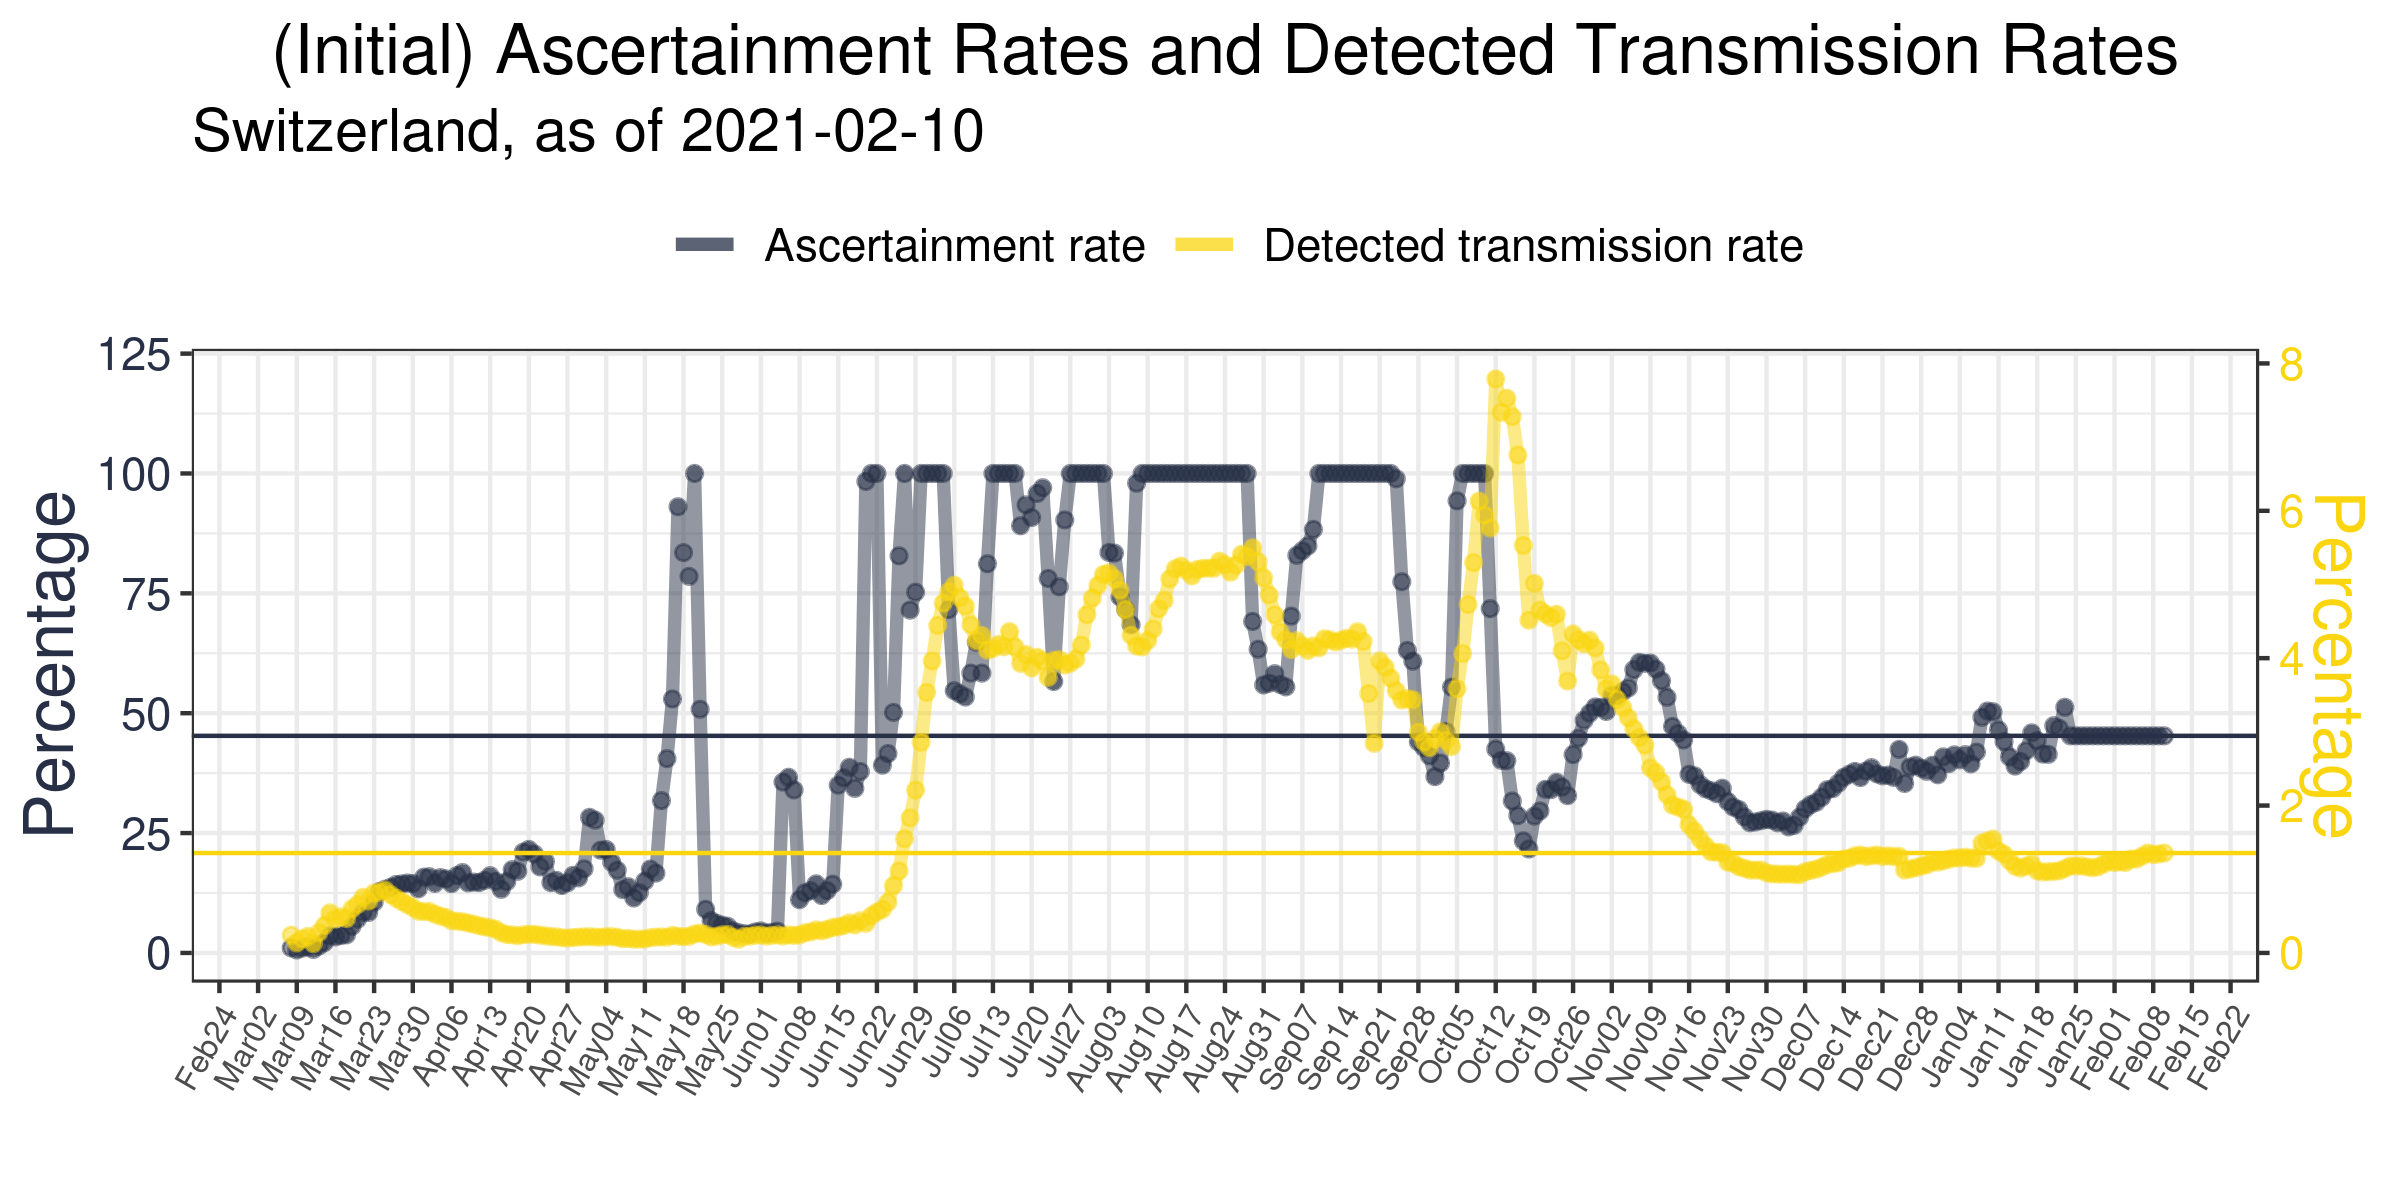 (Initial) Ascertainment Rates and Detected Transmission Rates
Switzerland, as of 2021-02-10
Ascertainment rate Detected transmission rate
Percentage
125
100
75
50
25
0
8
6
4
2
0
Percentage
Feb24 Mar02 Mar09 Mar16 Mar23 Mar30 Apr06 Apr13 Apr20 Apr27 May04 May11 May18 May25 Jun01 Jun08 Jun15 Jun22 Jun29 Jul06 Jul13 Jul20 Jul27 Aug03 Aug10 Aug17 Aug24 Aug31 Sep07 Sep14 Sep21 Sep28 Oct05 Oct12 Oct19 Oct26 Nov02 Nov09 Nov16 Nov23 Nov30 Dec07 Dec14 Dec21 Dec28 Jan04 Jan11 Jan18 Jan25 Feb01 Feb08 Feb15 Feb22